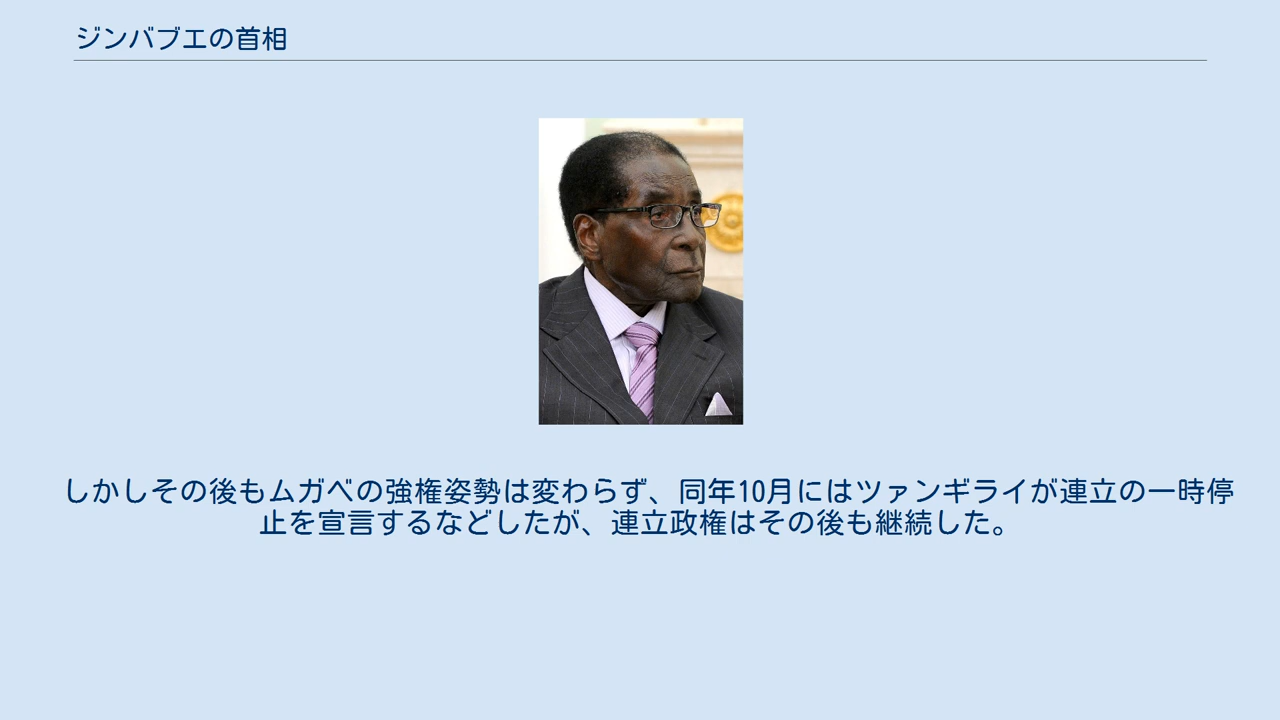 ジンバブエの首相
しかしその後もムガベの強権姿勢は変わらず、同年10月にはツァンギライが連立の一時停
止を宣言するなどしたが、連立政権はその後も継続した。